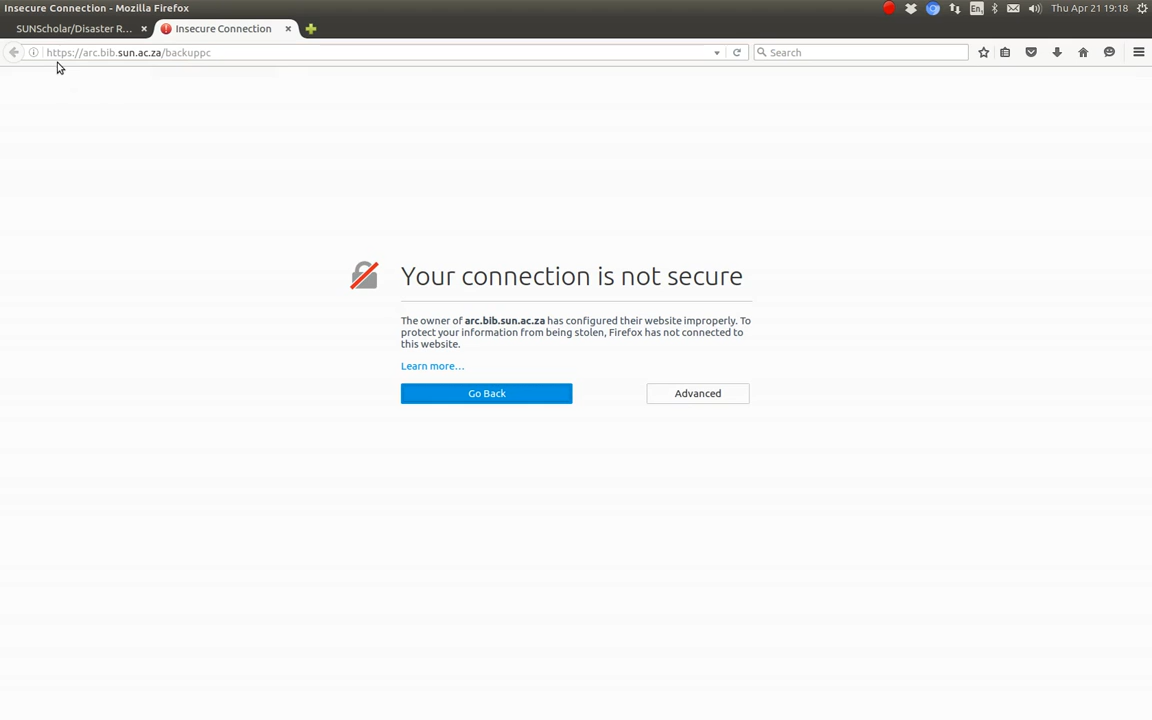 Insecure Connection - Mozilla Firefox
En
Thu Apr 21 19:18
SUNScholar/Disaster R...
Insecure Connection
https://arc.bib.sun.ac.za/backuppc
Search
Your connection is not secure
The owner of arc.bib.sun.ac.za has configured their website improperly. To
protect your information from being stolen, Firefox has not connected to
this website.
Learn more...
Go Back
Advanced